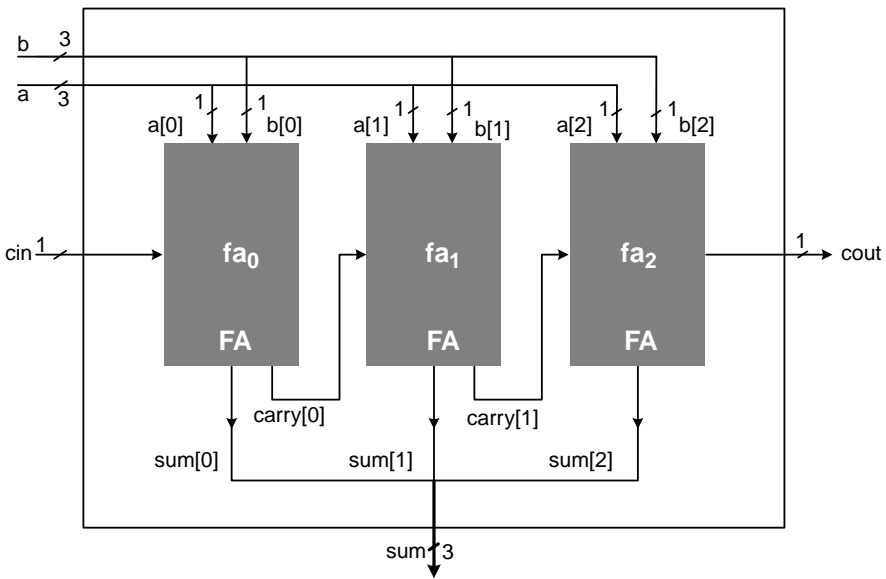 b 3
a 3
1 1 1 1 1 1
a[0] b[0] a[1] b[1] a[2] b[2]
cin 1 fa0 fa1 fa2 1 cout
FA FA FA
carry[0] carry[1]
sum[0] sum[1] sum[2]
sum 3